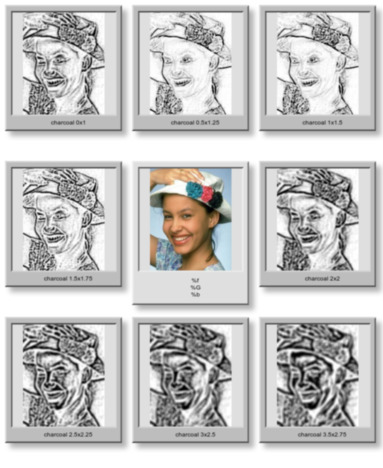 charcoal 0x1
charcoal 0.5x1.25
charcoal 1x1.5
charcoal 1.5x1.75
%f
%G
%b
charcoal 2x2
charcoal 2.5x2.25
charcoal 3x2.5
charcoal 3.5x2.75